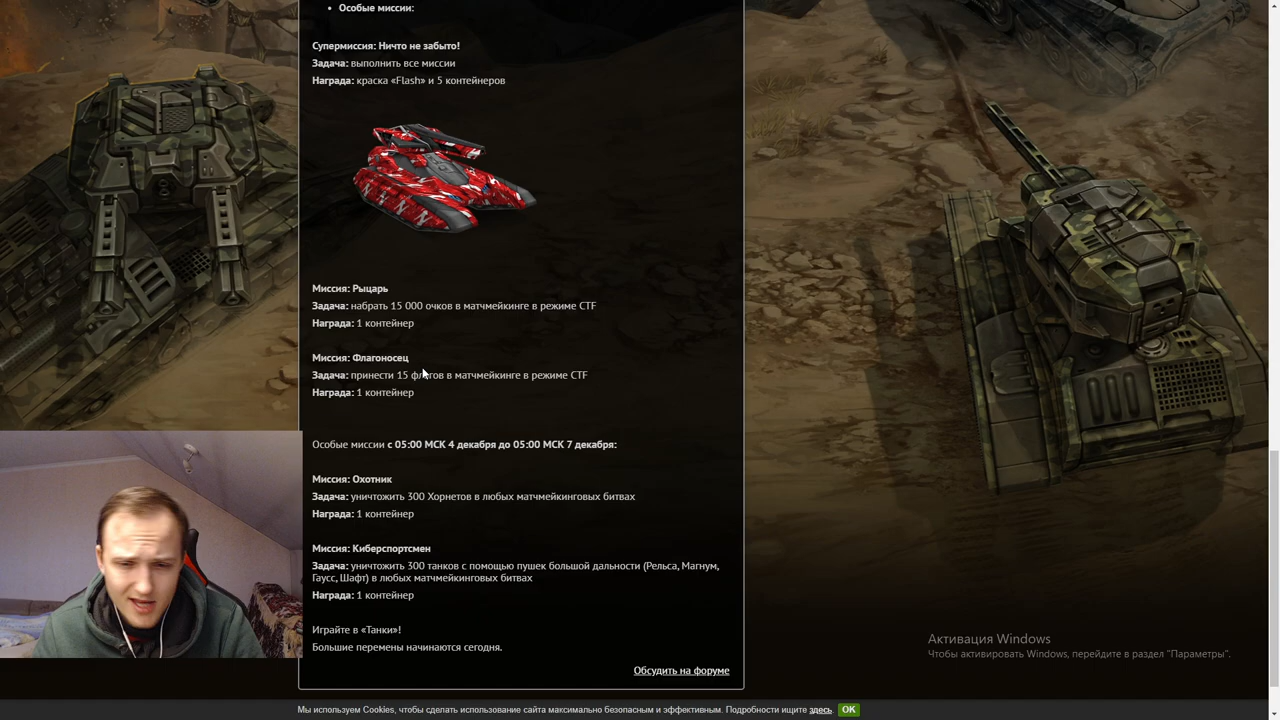 Особые миссии:
Супермиссия: Ничто не забыто!
Задача: выполнить все миссии
Награда: краска «Flash» и 5 контейнеров
Миссия: Рыцарь
Задача: набрать 15 000 очков в матчмейкинге в режиме CTF
Награда: 1 контейнер
Миссия: Флагоносец
Задача: принести 15 флагов в матчмейкинге в режиме CTF
Награда: 1 контейнер
Особые миссии с 05:00 МСК 4 декабря до 05:00 МСК 7 декабря:
Миссия: Охотник
Задача: уничтожить 300 Хорнетов в любых матчмейкинговых битвах
Награда: 1 контейнер
Миссия: Киберспортсмен
Задача: уничтожить 300 танков с помощью пушек большой дальности (Рельса, Магнум,
Гаусс, Шафт) в любых матчмейкинговых битвах
Награда: 1 контейнер
Играйте в «Танки»!
Большие перемены начинаются сегодня.
Обсудить на форуме
Активация Windows
Чтобы активировать Windows, перейдите в раздел "Параметры".
Мы используем Cookies, чтобы сделать использование сайта максимально безопасным и эффективным. Подробности ищите здесь. OK